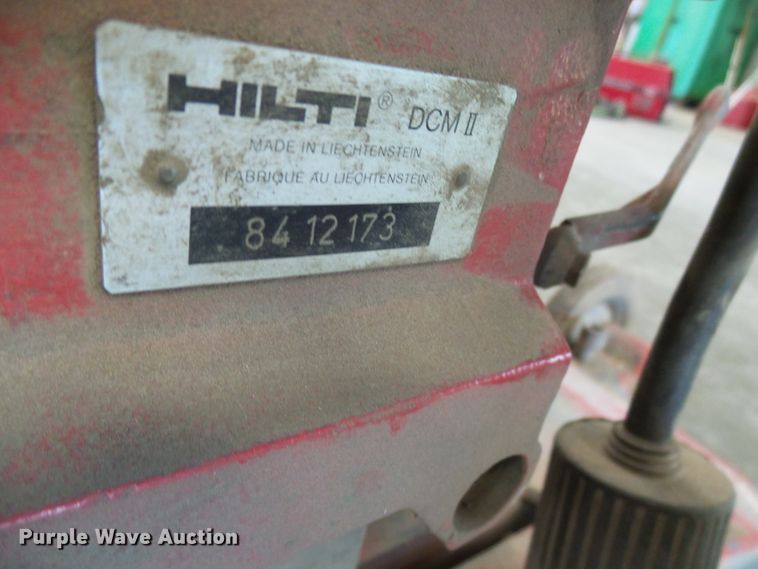 HILTI® DCM II
MADE IN LIECHTENSTEIN
FABRIQUE AU LIECHTENSTEIN
84 12 173
Purple Wave Auction